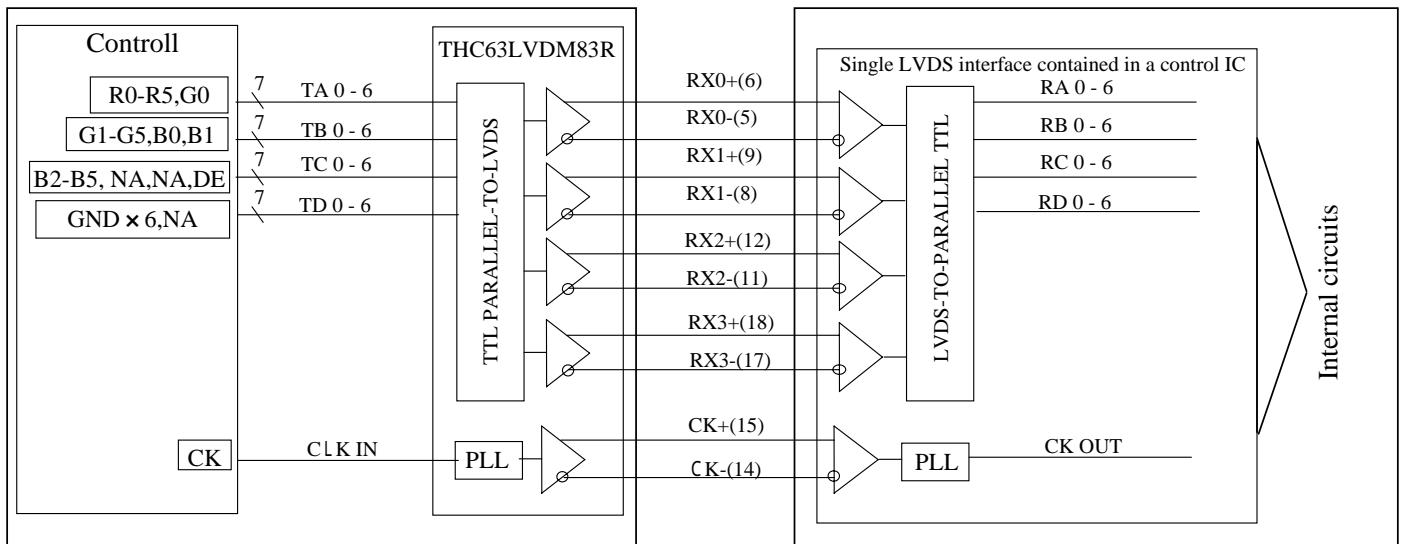 Controll
THC63LVDM83R
Single LVDS interface contained in a control IC
R0-R5,G0
7
TA 0 - 6
RX0+(6)
RA 0 - 6
G1-G5,B0,B1
7
TB 0 - 6
RX0-(5)
RB 0 - 6
B2-B5, NA,NA,DE
7
TC 0 - 6
RX1+(9)
RC 0 - 6
GND × 6,NA
7
TD 0 - 6
RX1-(8)
RD 0 - 6
TTL PARALLEL-TO-LVDS
RX2+(12)
RX2-(11)
RX3+(18)
RX3-(17)
LVDS-TO-PARALLEL TTL
Internal circuits
CK
CLK IN
PLL
CK+(15)
CK-(14)
PLL
CK OUT